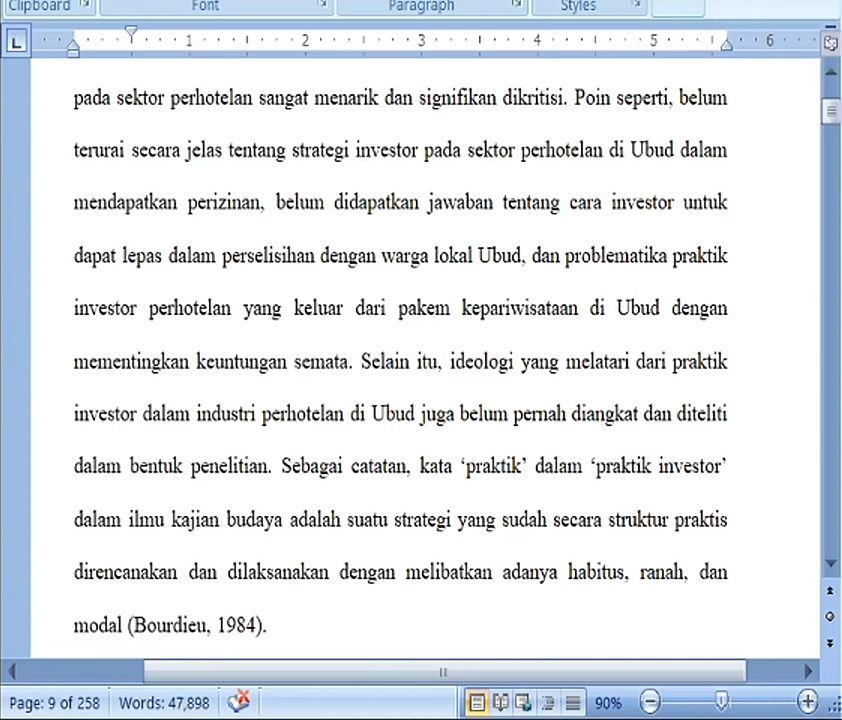 Clipboard
Font
Paragraph
Styles
1 2 3 4 5 6
pada sektor perhotelan sangat menarik dan signifikan dikritisi. Poin seperti, belum
terurai secara jelas tentang strategi investor pada sektor perhotelan di Ubud dalam
mendapatkan perizinan, belum didapatkan jawaban tentang cara investor untuk
dapat lepas dalam perselisihan dengan warga lokal Ubud, dan problematika praktik
investor perhotelan yang keluar dari pakem kepariwisataan di Ubud dengan
mementingkan keuntungan semata. Selain itu, ideologi yang melatari dari praktik
investor dalam industri perhotelan di Ubud juga belum pernah diangkat dan diteliti
dalam bentuk penelitian. Sebagai catatan, kata ‘praktik’ dalam ‘praktik investor’
dalam ilmu kajian budaya adalah suatu strategi yang sudah secara struktur praktis
direncanakan dan dilaksanakan dengan melibatkan adanya habitus, ranah, dan
modal (Bourdieu, 1984).
Page: 9 of 258 Words: 47,898 90%